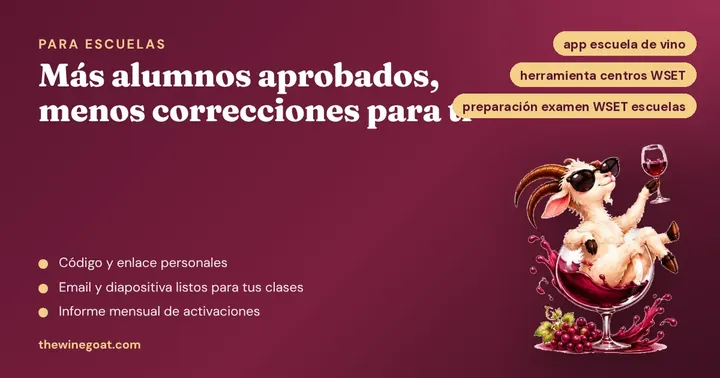 PARA ESCUELAS
app escuela de vino
Más alumnos aprobados,
herramienta centros WSET
menos correcciones para
preparación examen WSET escuelas
Código y enlace personales
Email y diapositiva listos para tus clases
Informe mensual de activaciones
thewinegoat.com